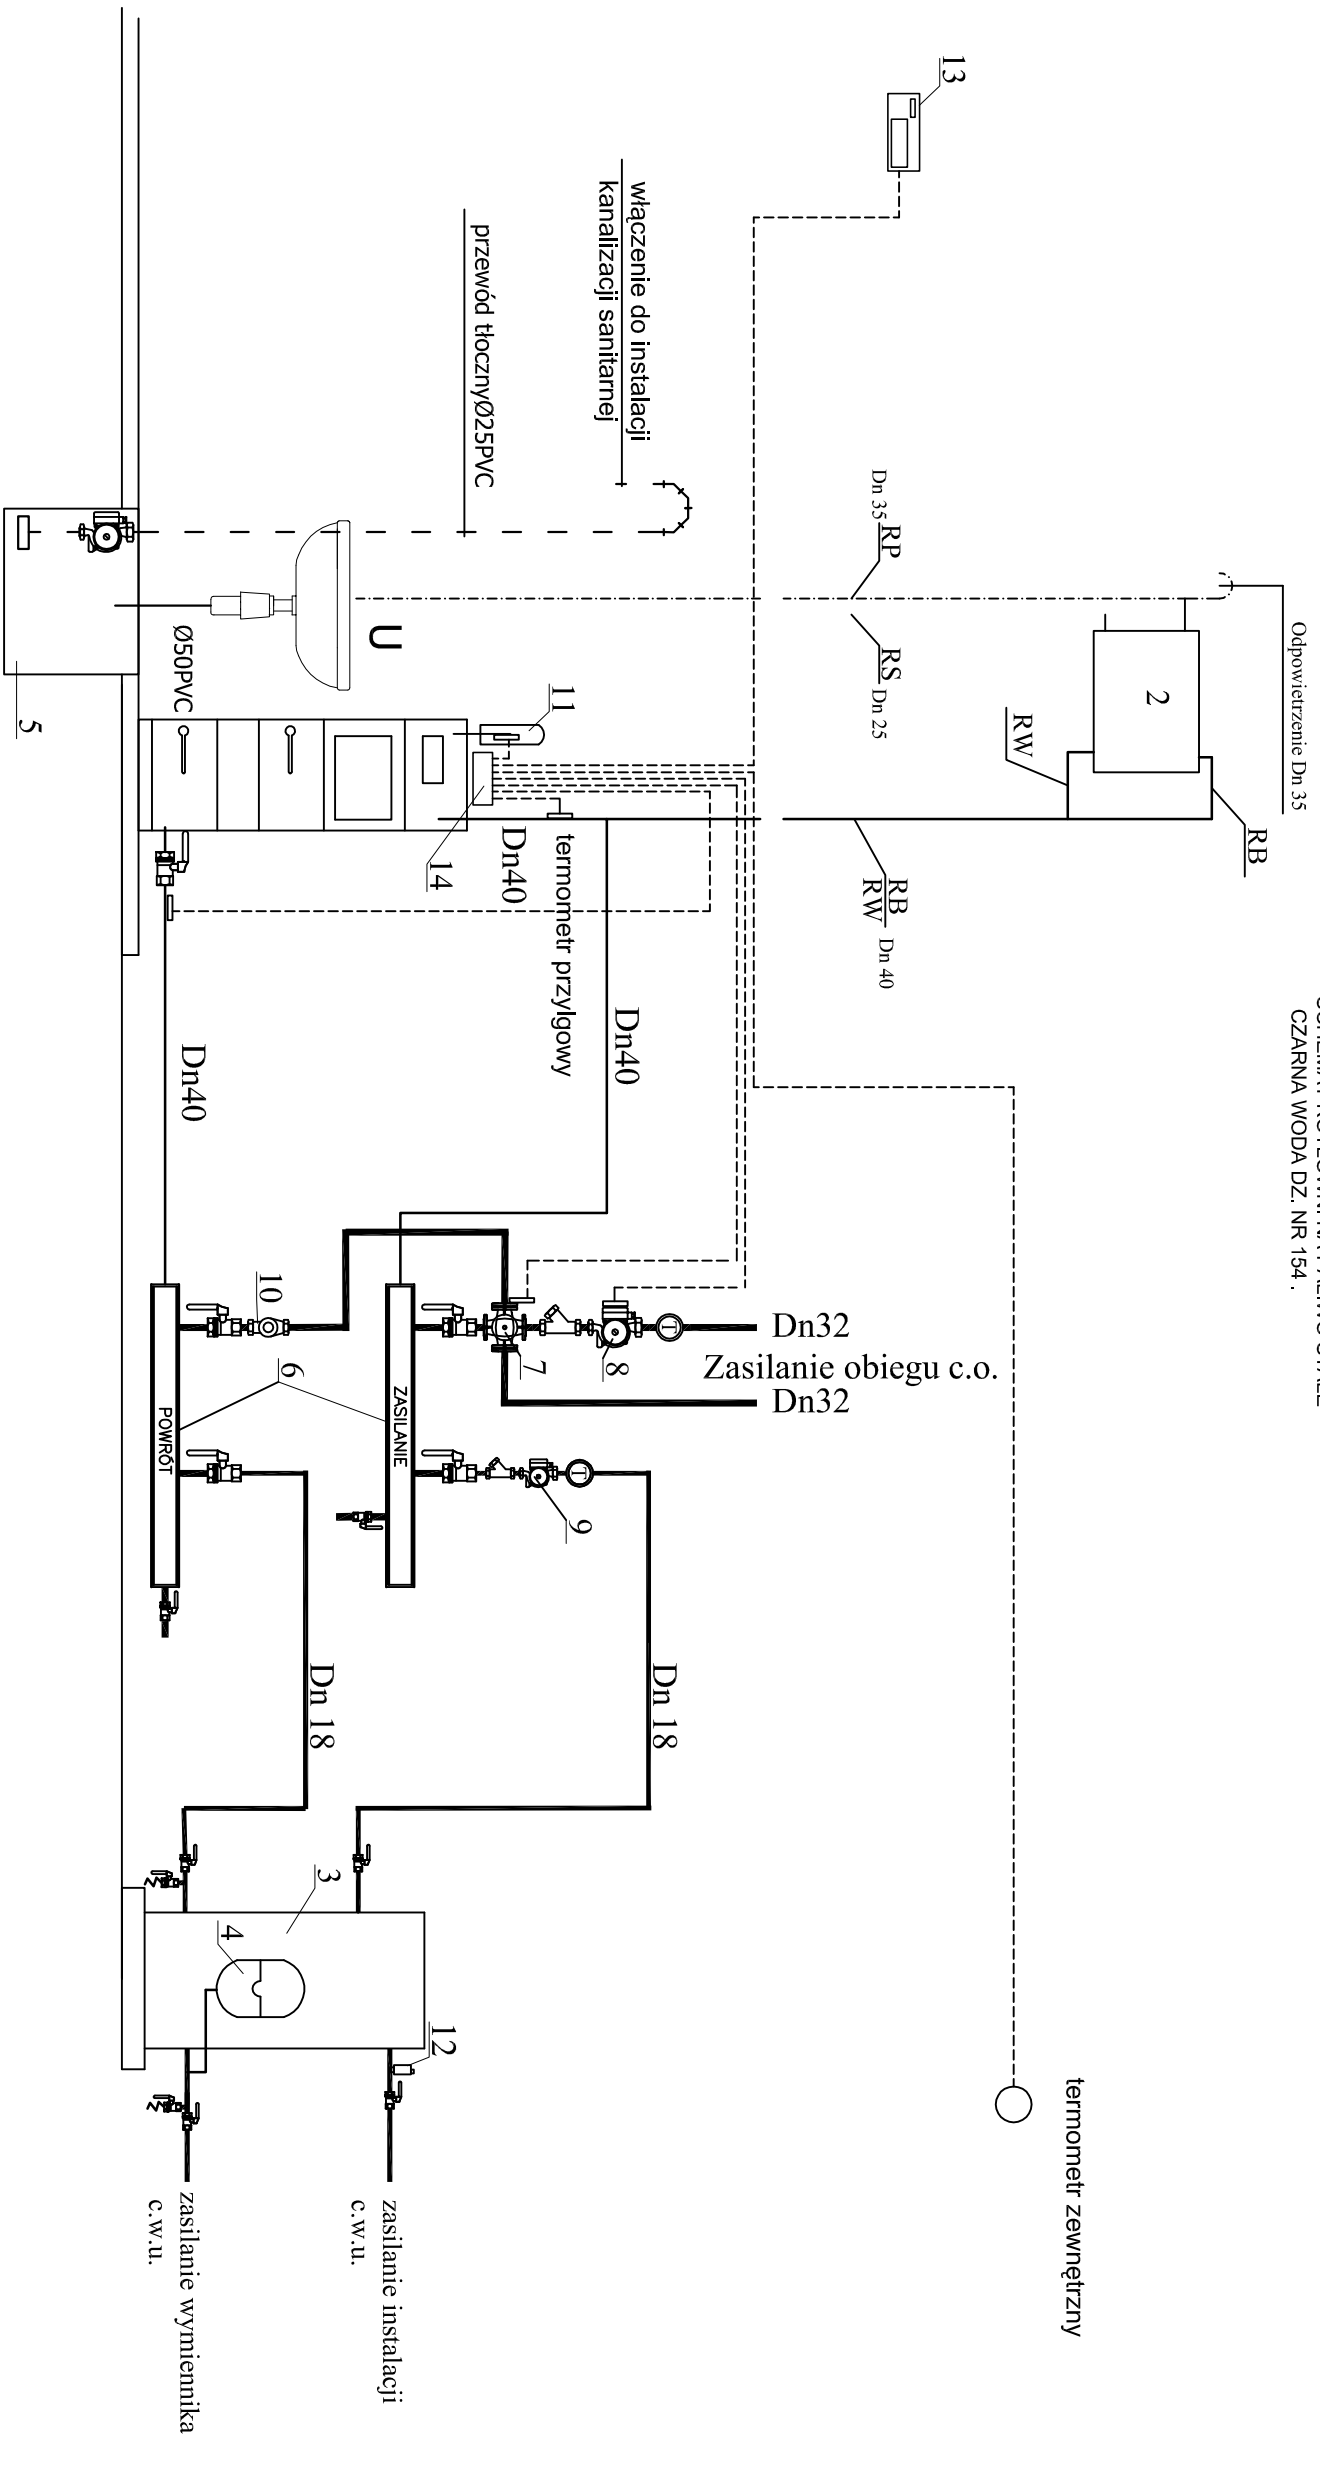 CZARNA WODA DZ. NR 154 .
Odpowietrzenie Dn 35
2
RB
RW
13
Dn 35
RP
RS
Dn 25
RB
RW
Dn 40
termometr zewnętrzny
włączenie do instalacji
kanalizacji sanitarnej
przewód tłocznyØ25PVC
U
Ø50PVC
5
11
14
Dn40
termometr przylgowy
Dn40
Dn40
Dn32
Zasilanie obiegu c.o.
Dn32
T
T
8
7
9
10
6
ZASILANIE
POWRÓT
Dn 18
Dn 18
3
4
12
zasilanie instalacji
c.w.u.
zasilanie wymiennika
c.w.u.